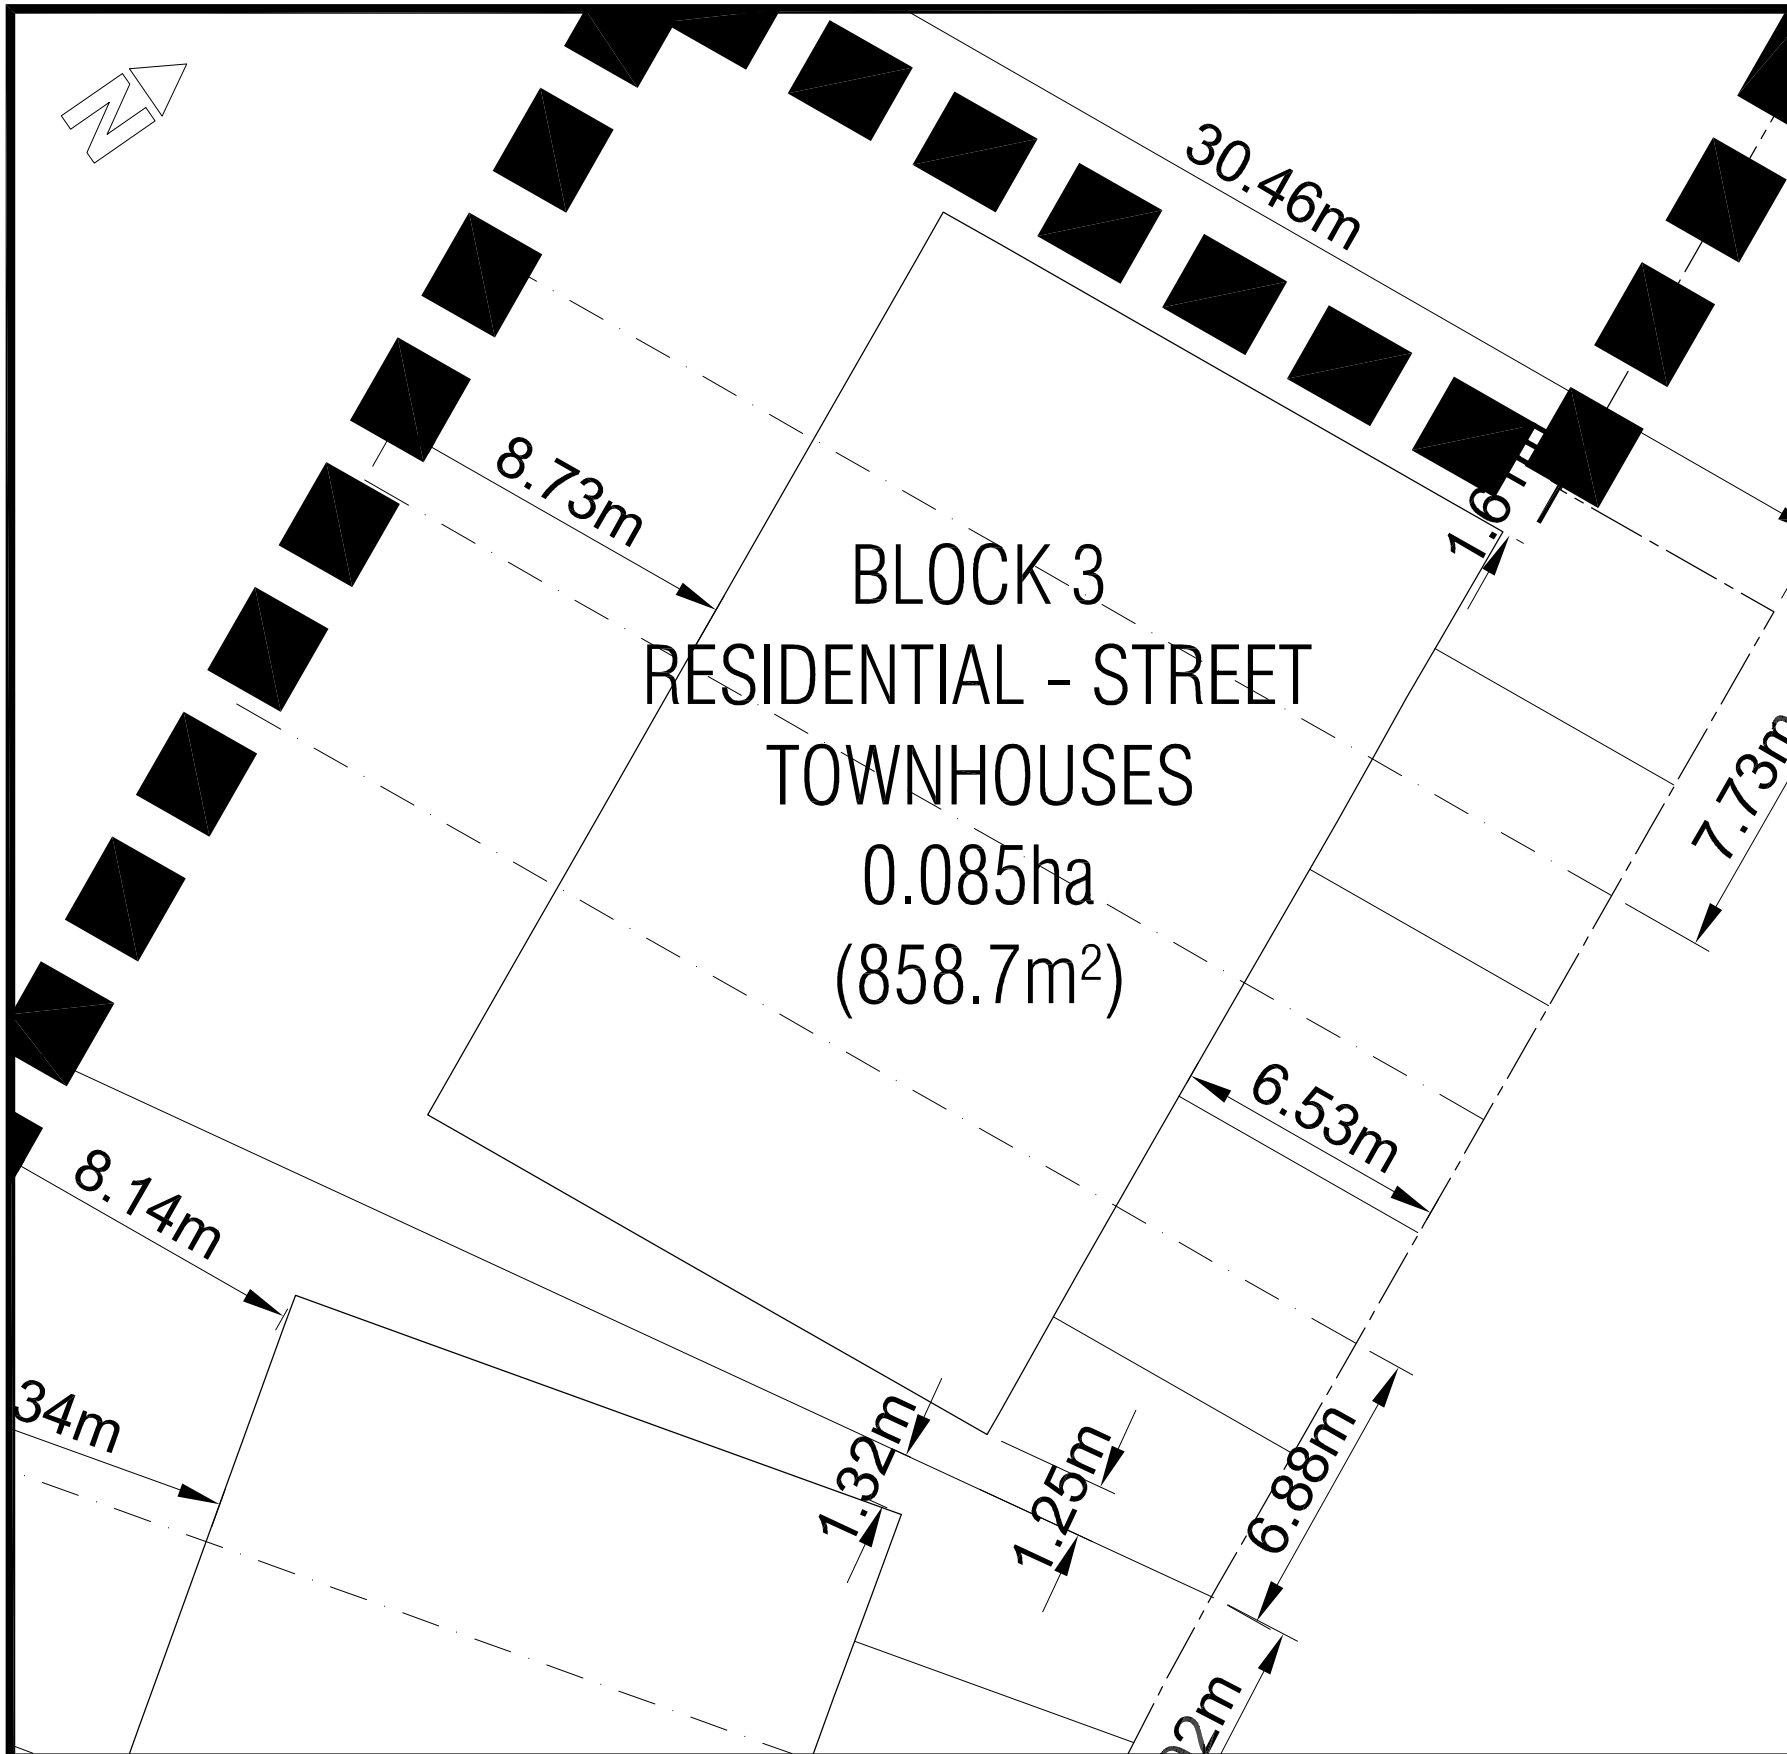 N
30.46m
8.73m
BLOCK 3
RESIDENTIAL - STREET
TOWNHOUSES
0.085ha
(858.7m²)
7.73m
6.53m
8.14m
34m
1.32m
1.25m
6.88m